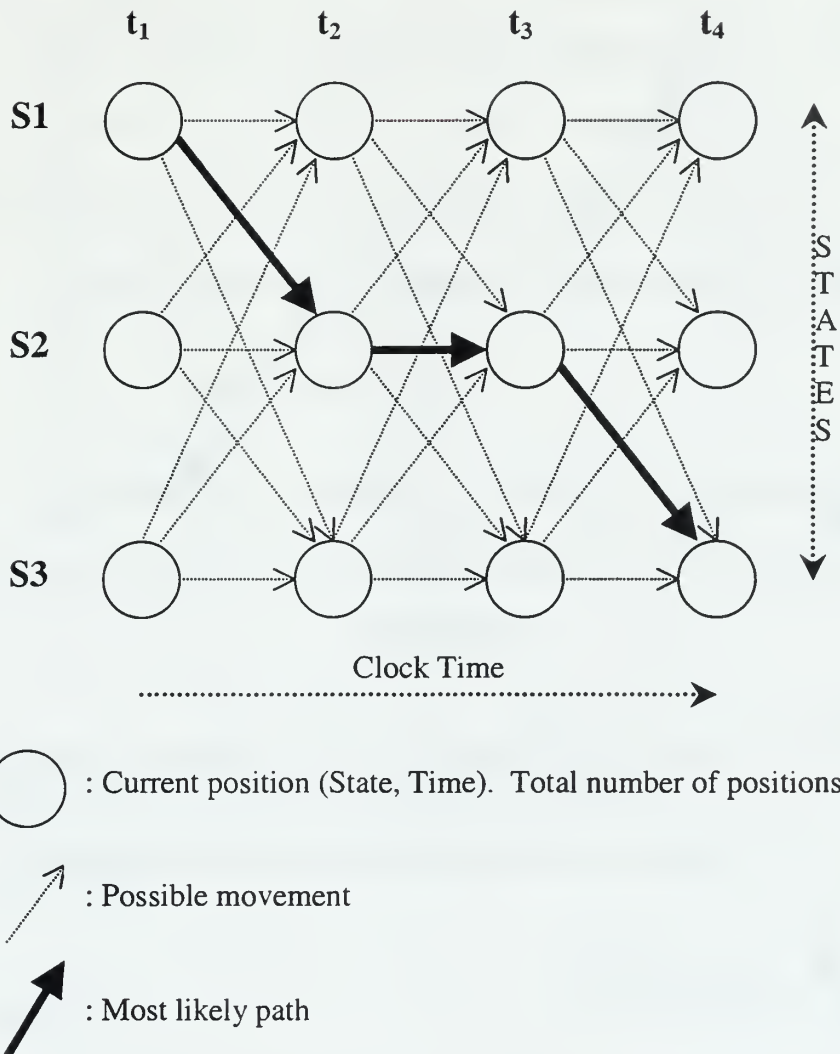 t₁ t₂ t₃ t₄
S1
S2
S3
STATES
Clock Time
: Current position (State, Time). Total number of positions
: Possible movement
: Most likely path